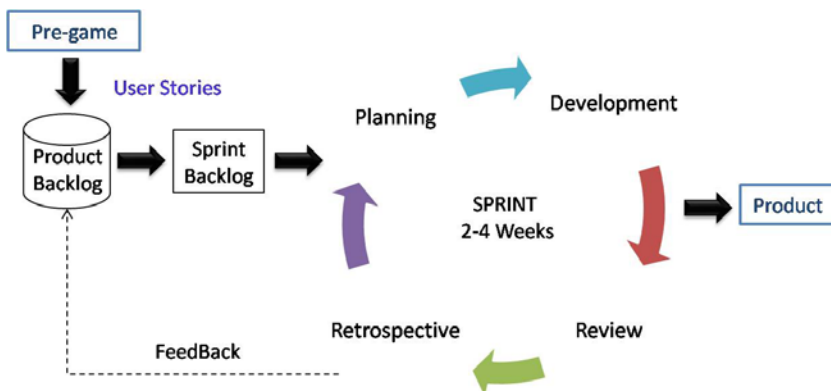 Pre-game
User Stories
Product
Backlog
Sprint
Backlog
Planning
Development
SPRINT
2-4 Weeks
Product
Retrospective
Review
FeedBack